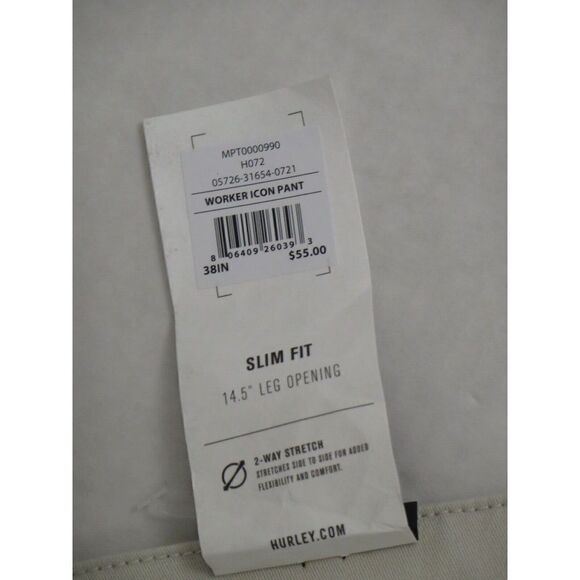 MPT0000990
H072
05726-31654-0721
WORKER ICON PANT
8 06409 26039 3
38IN $55.00
SLIM FIT
14.5" LEG OPENING
2-WAY STRETCH
STRETCHES SIDE TO SIDE FOR ADDED
FLEXIBILITY AND COMFORT.
HURLEY.COM